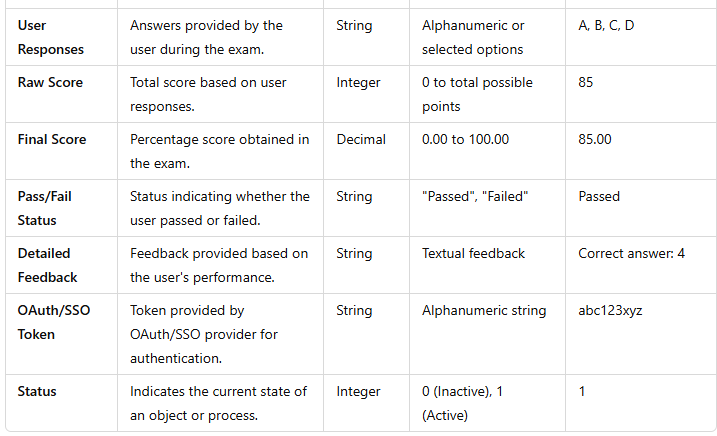 User Responses
Answers provided by the user during the exam.
String
Alphanumeric or selected options
A, B, C, D
Raw Score
Total score based on user responses.
Integer
0 to total possible points
85
Final Score
Percentage score obtained in the exam.
Decimal
0.00 to 100.00
85.00
Pass/Fail Status
Status indicating whether the user passed or failed.
String
"Passed", "Failed"
Passed
Detailed Feedback
Feedback provided based on the user's performance.
String
Textual feedback
Correct answer: 4
OAuth/SSO Token
Token provided by OAuth/SSO provider for authentication.
String
Alphanumeric string
abc123xyz
Status
Indicates the current state of an object or process.
Integer
0 (Inactive), 1 (Active)
1